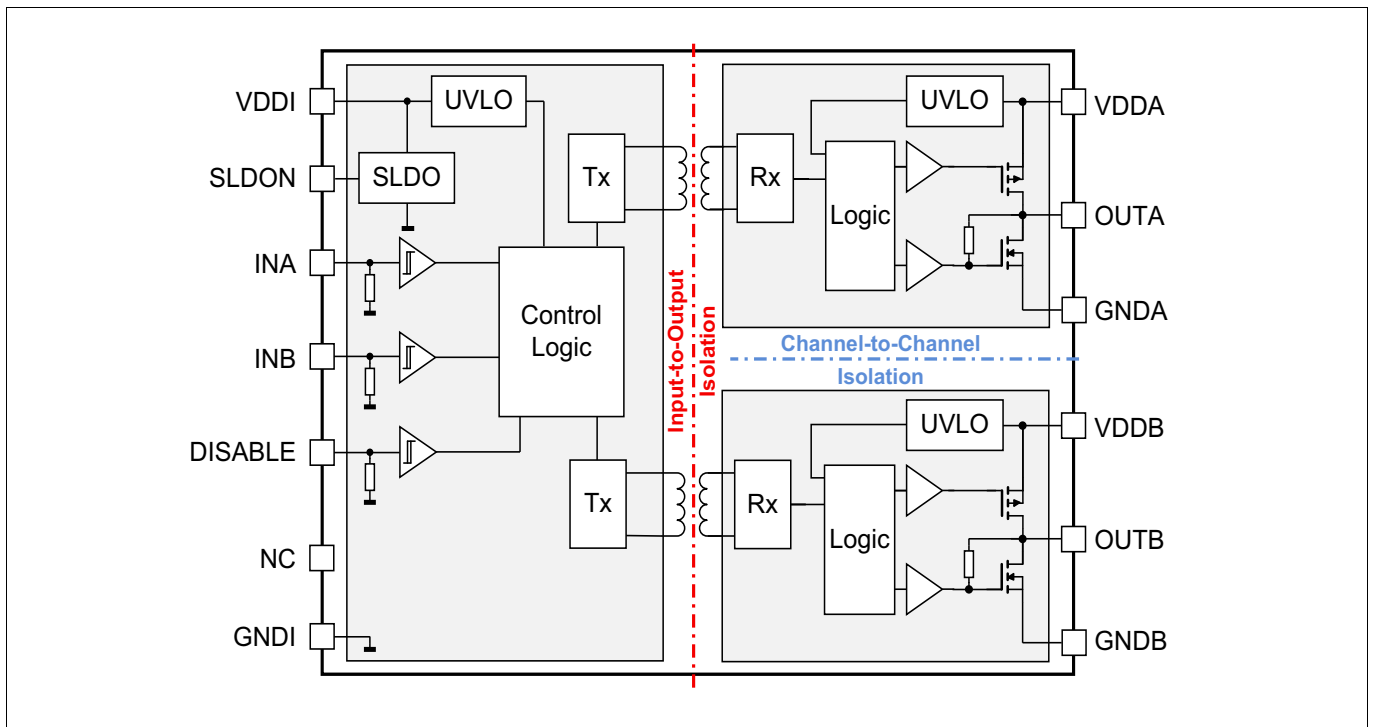 VDDI
SLDON
INA
INB
DISABLE
NC
GNDI
UVLO
SLDO
Control
Logic
Tx
Tx
Input-to-Output
Isolation
Rx
Logic
UVLO
VDDA
OUTA
GNDA
Channel-to-Channel
Isolation
Rx
Logic
UVLO
VDDB
OUTB
GNDB